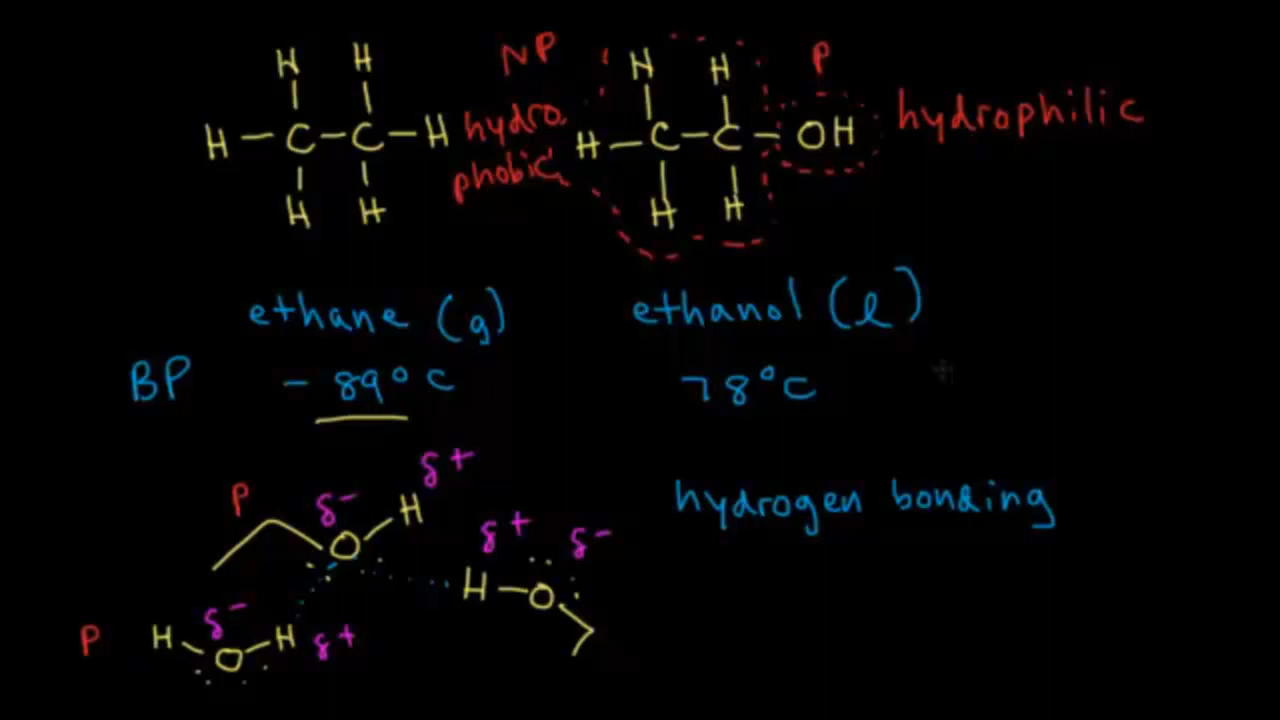 H H NP H H P
H – C – C – H hydro H – C – C – OH hydrophilic
phobic
H H H H
ethane (g) ethanol (l)
BP – 89°C 78°C
δ+
P δ– H hydrogen bonding
O δ+ δ–
H – O
δ–
P H H δ+
O